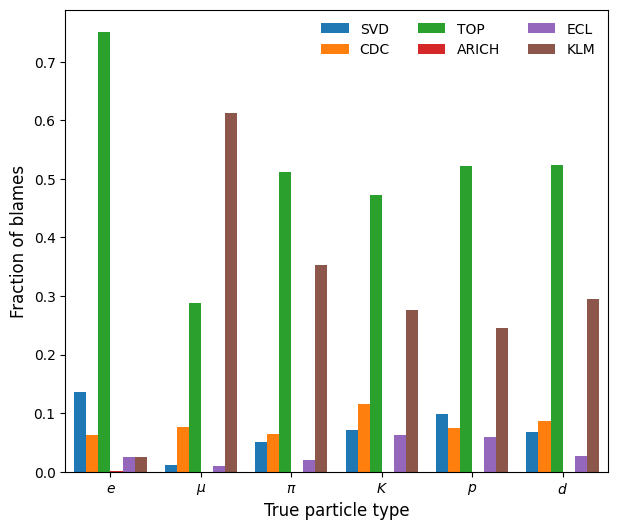 SVD TOP ECL
CDC ARICH KLM
Fraction of blames
0.7
0.6
0.5
0.4
0.3
0.2
0.1
0.0
e μ π K p d
True particle type